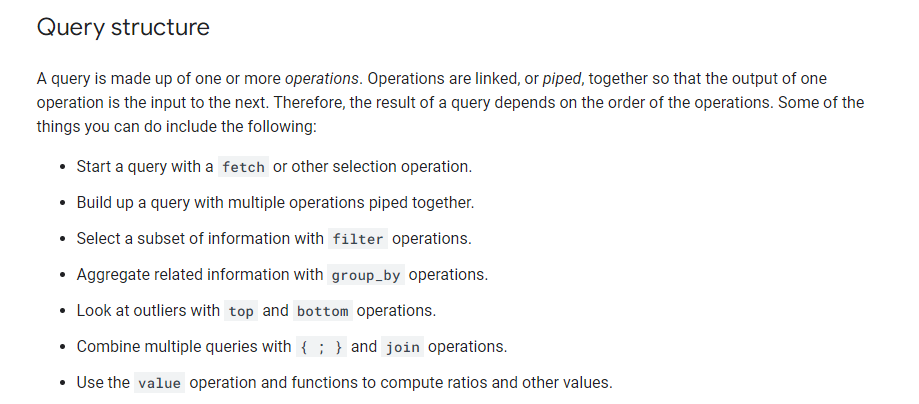 Query structure
A query is made up of one or more operations. Operations are linked, or piped, together so that the output of one
operation is the input to the next. Therefore, the result of a query depends on the order of the operations. Some of the
things you can do include the following:
• Start a query with a fetch or other selection operation.
• Build up a query with multiple operations piped together.
• Select a subset of information with filter operations.
• Aggregate related information with group_by operations.
• Look at outliers with top and bottom operations.
• Combine multiple queries with { ; } and join operations.
• Use the value operation and functions to compute ratios and other values.